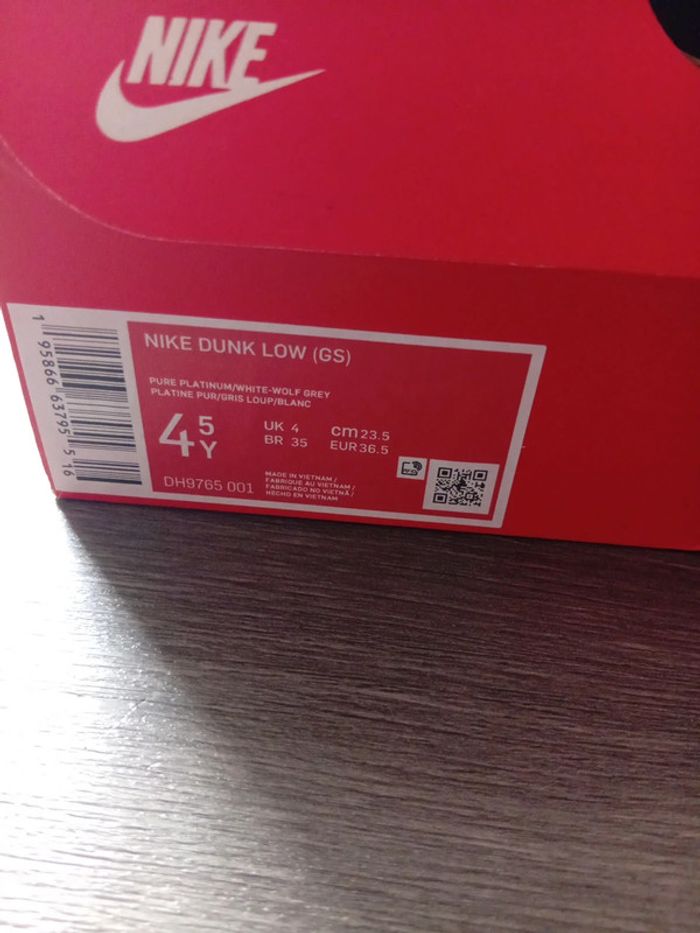 NIKE
NIKE DUNK LOW (GS)
PURE PLATINUM/WHITE-WOLF GREY
PLATINE PUR/GRIS LOUP/BLANC
4 5 Y
UK 4
BR 35
cm 23.5
EUR 36.5
DH9765 001
MADE IN VIETNAM /
FABRIQUÉ AU VIETNAM /
FABRICADO NO VIETNÃ /
HECHO EN VIETNAM
1 95866 63795 5 16